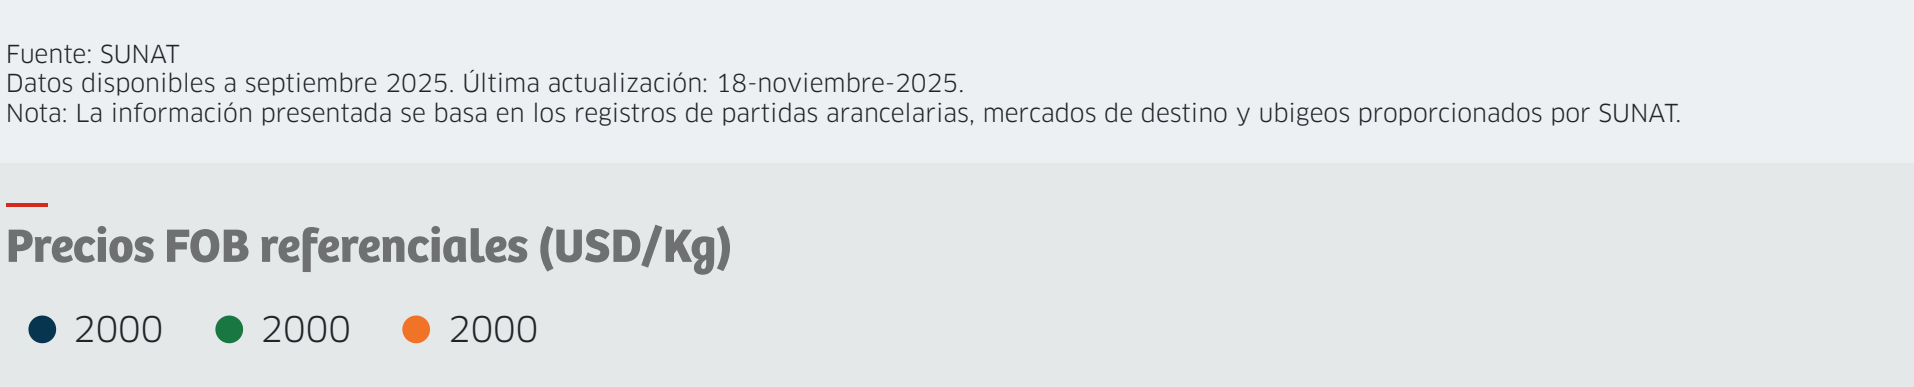 Fuente: SUNAT
Datos disponibles a septiembre 2025. Última actualización: 18-noviembre-2025.
Nota: La información presentada se basa en los registros de partidas arancelarias, mercados de destino y ubigeos proporcionados por SUNAT.
Precios FOB referenciales (USD/Kg)
2000 2000 2000